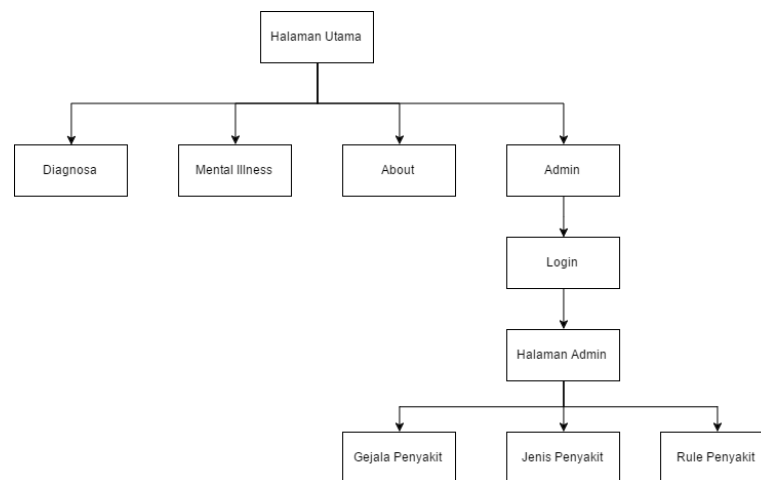 Halaman Utama
Diagnosa
Mental Illness
About
Admin
Login
Halaman Admin
Gejala Penyakit
Jenis Penyakit
Rule Penyakit